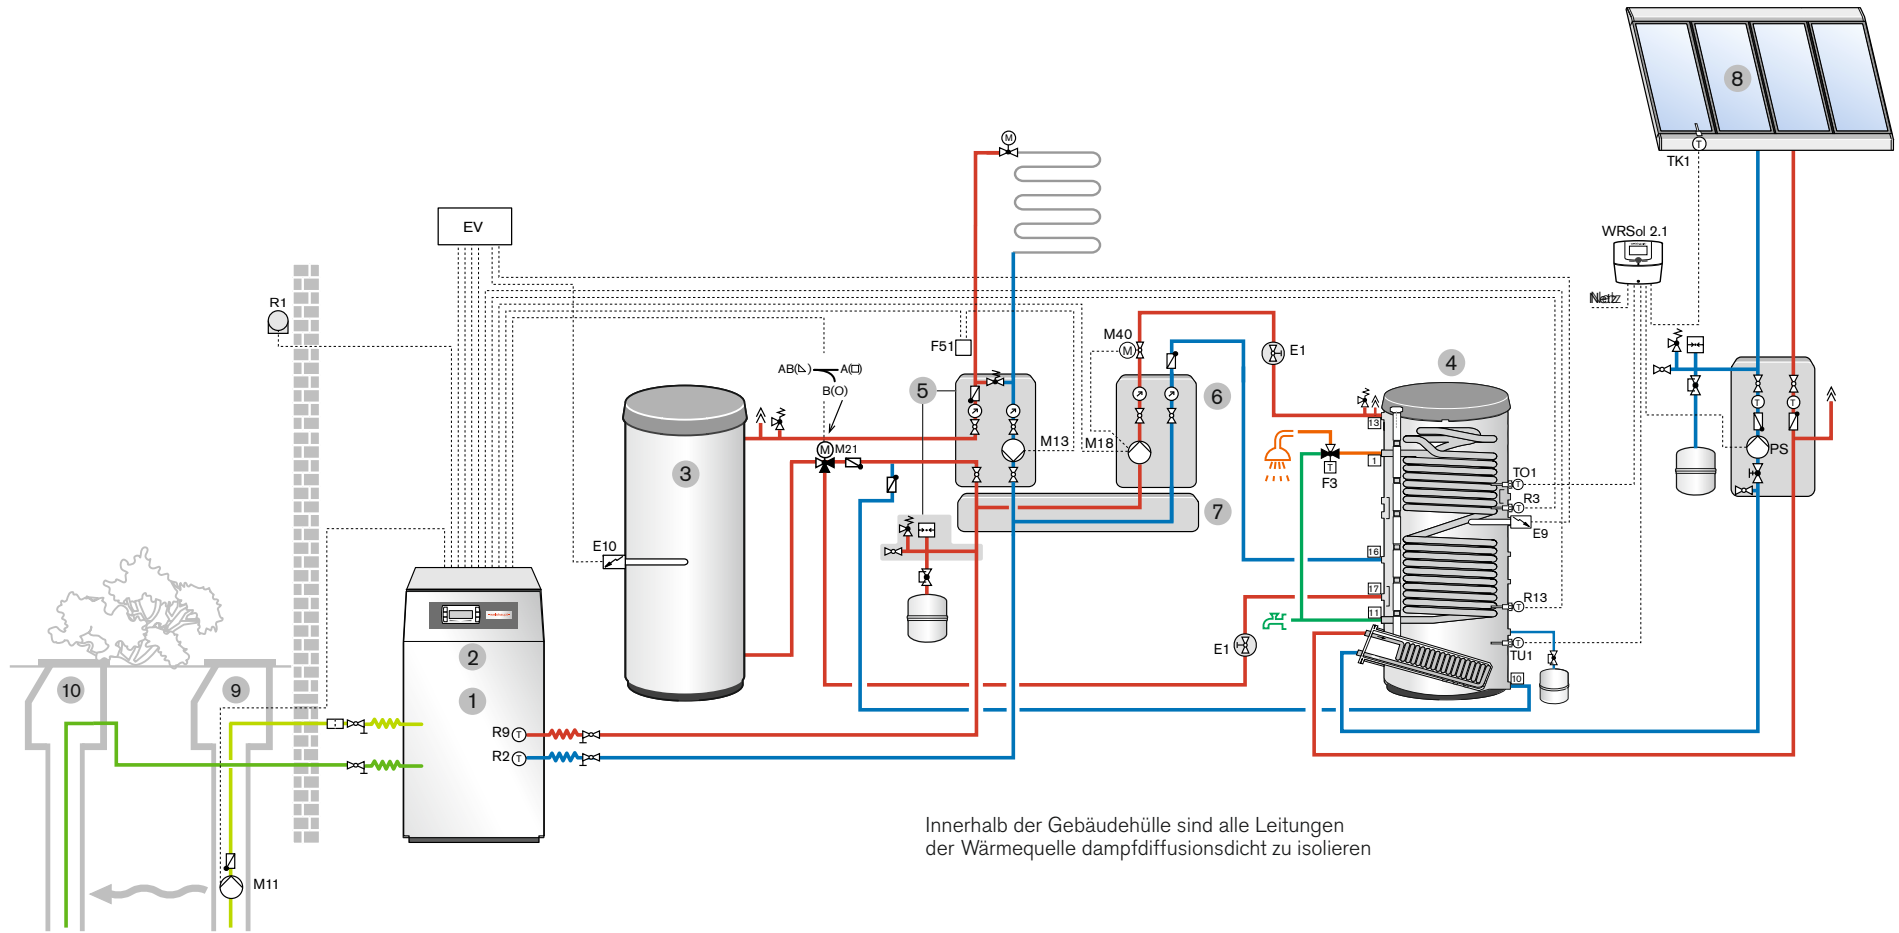 8
TK1
T
M
EV
WRSol 2.1
Netz
R1
F51
M40
M
E1
AB(◺)
A(□)
B(O)
M
M21
3
5
6
4
M13
M18
13
1
T
F3
TO1
T
R3
T
E9
T
T
PS
7
E10
16
17
11
R13
T
T
TU1
10
E1
2
1
10
9
R9
T
R2
T
M11
Innerhalb der Gebäudehülle sind alle Leitungen
der Wärmequelle dampfdiffusionsdicht zu isolieren